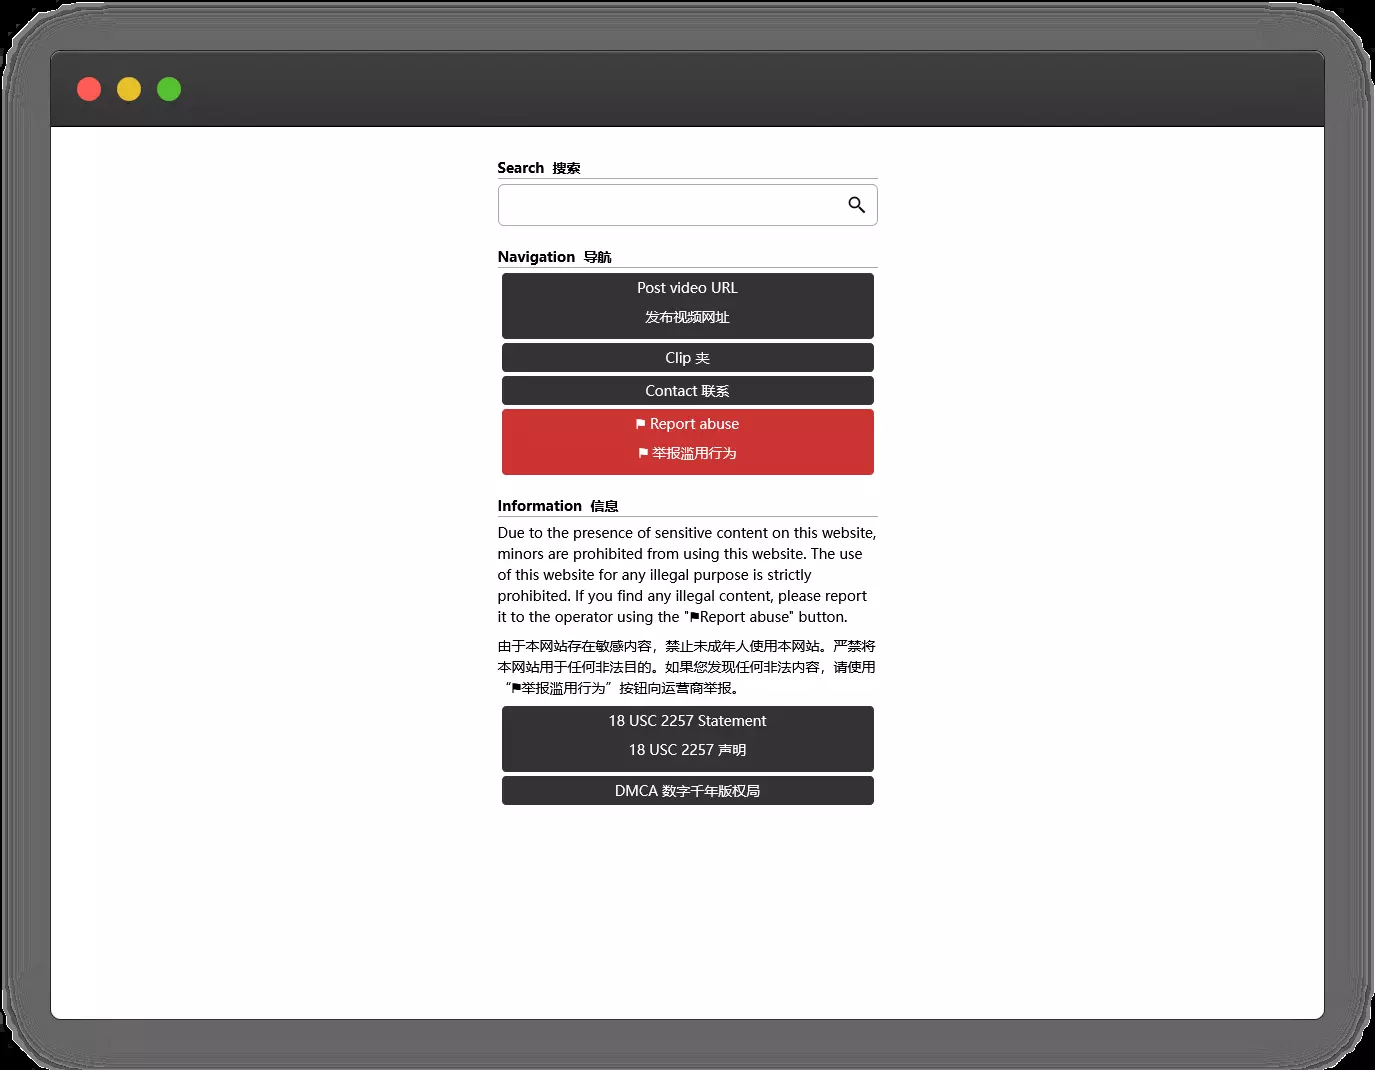 Search 搜索
Navigation 导航
Post video URL
发布视频网址
Clip 夹
Contact 联系
⚑ Report abuse
⚑ 举报滥用行为
Information 信息
Due to the presence of sensitive content on this website,
minors are prohibited from using this website. The use
of this website for any illegal purpose is strictly
prohibited. If you find any illegal content, please report
it to the operator using the "⚑Report abuse" button.
由于本网站存在敏感内容，禁止未成年人使用本网站。严禁将
本网站用于任何非法目的。如果您发现任何非法内容，请使用
“⚑举报滥用行为”按钮向运营商举报。
18 USC 2257 Statement
18 USC 2257 声明
DMCA 数字千年版权局